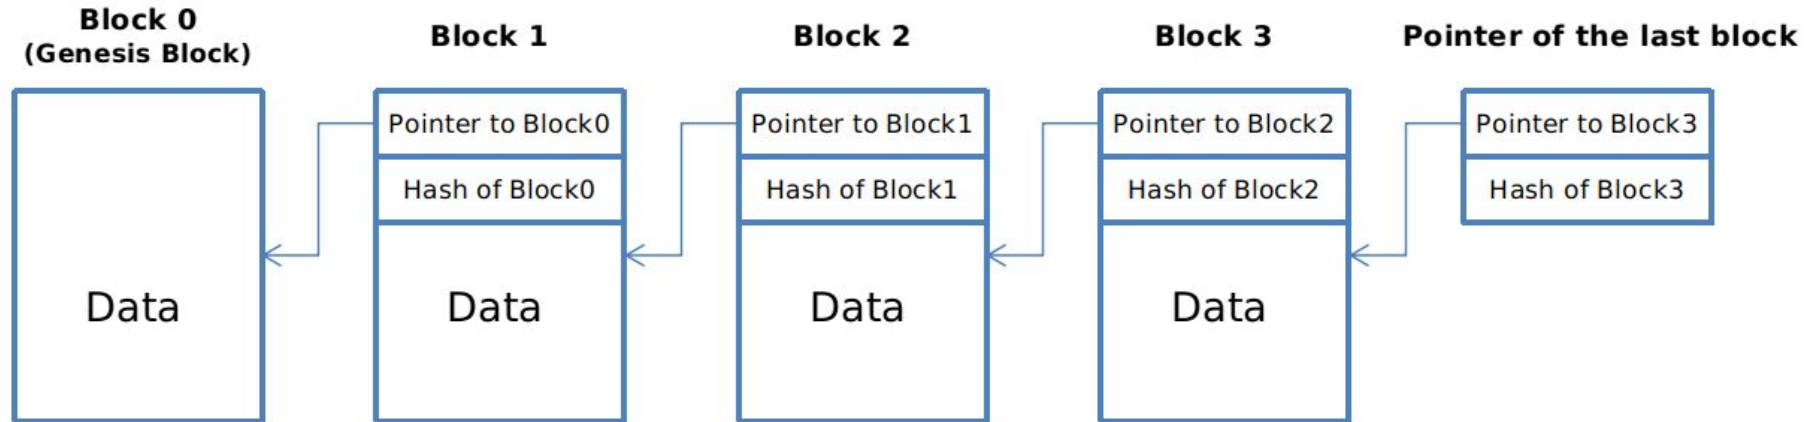 Block 0
(Genesis Block)
Data
Block 1
Pointer to Block0
Hash of Block0
Data
Block 2
Pointer to Block1
Hash of Block1
Data
Block 3
Pointer to Block2
Hash of Block2
Data
Pointer of the last block
Pointer to Block3
Hash of Block3